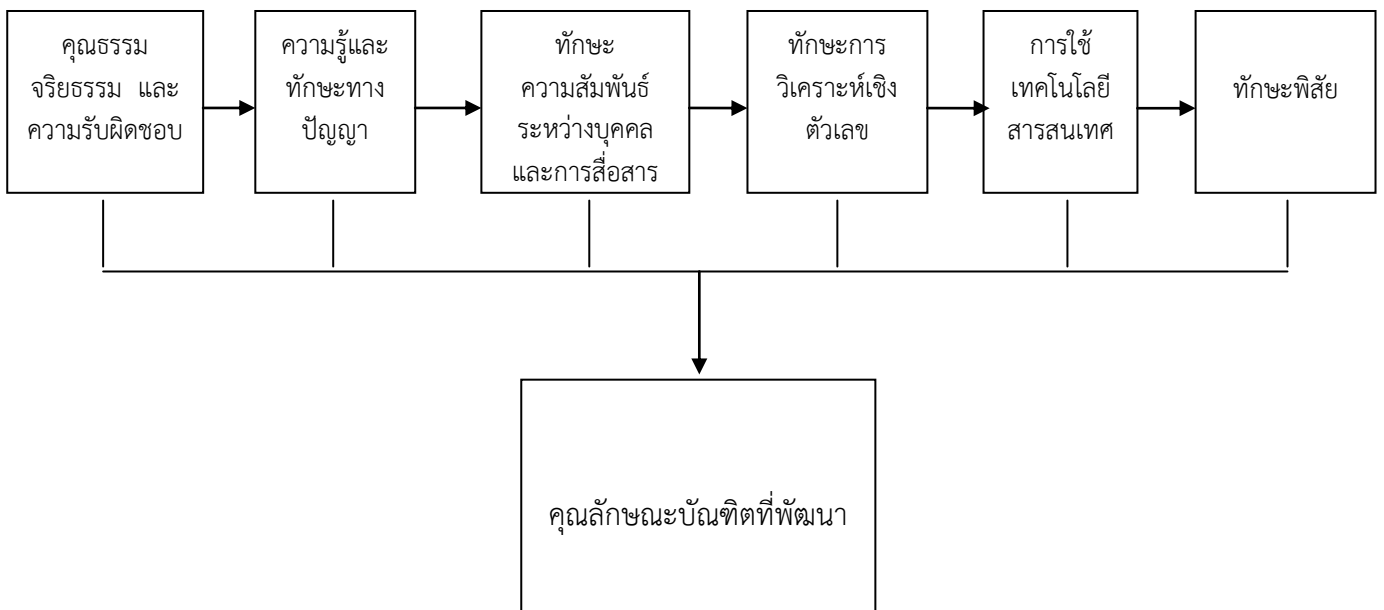 คุณธรรม
จริยธรรม และ
ความรับผิดชอบ
ความรู้และ
ทักษะทาง
ปัญญา
ทักษะ
ความสัมพันธ์
ระหว่างบุคคล
และการสื่อสาร
ทักษะการ
วิเคราะห์เชิง
ตัวเลข
การใช้
เทคโนโลยี
สารสนเทศ
ทักษะพิสัย
คุณลักษณะบัณฑิตที่พัฒนา